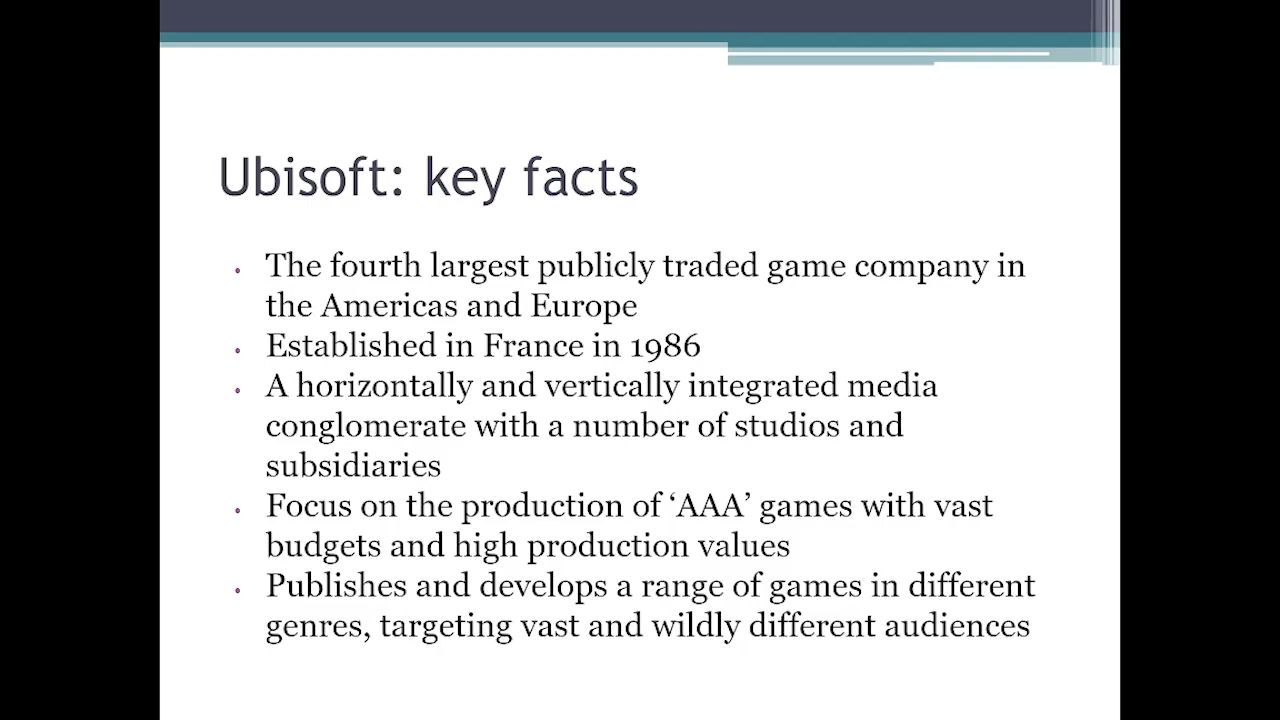 Ubisoft: key facts
• The fourth largest publicly traded game company in
the Americas and Europe
• Established in France in 1986
• A horizontally and vertically integrated media
conglomerate with a number of studios and
subsidiaries
• Focus on the production of ‘AAA’ games with vast
budgets and high production values
• Publishes and develops a range of games in different
genres, targeting vast and wildly different audiences